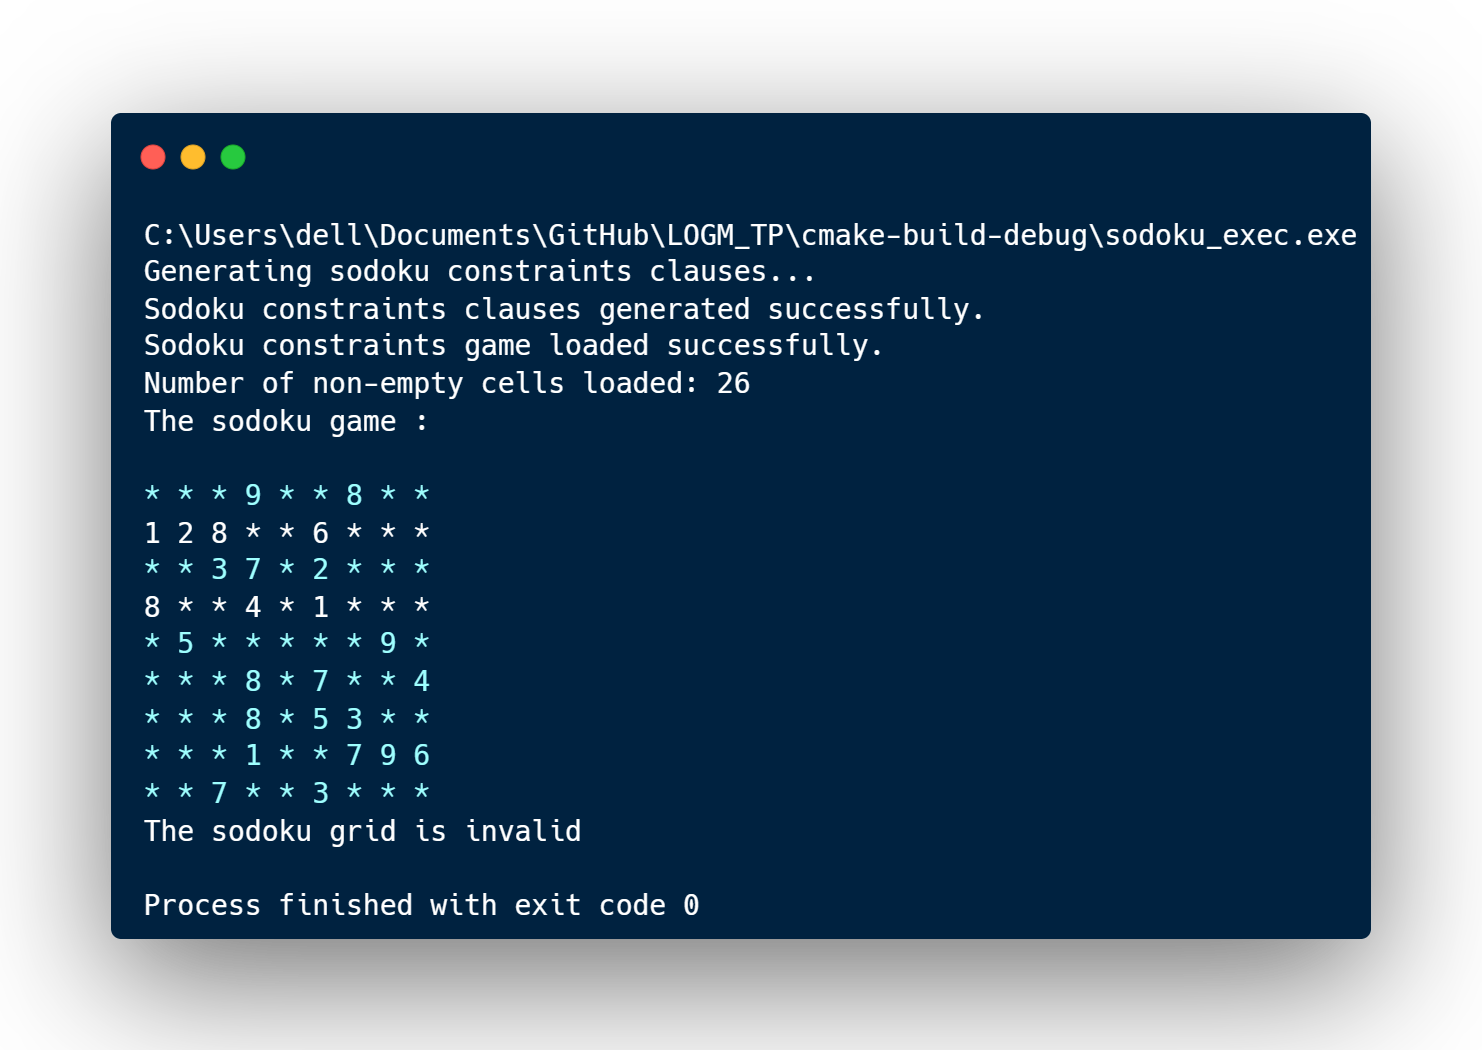 C:\Users\dell\Documents\GitHub\LOGM_TP\cmake-build-debug\sodoku_exec.exe
Generating sodoku constraints clauses...
Sodoku constraints clauses generated successfully.
Sodoku constraints game loaded successfully.
Number of non-empty cells loaded: 26
The sodoku game :
* * * 9 * * 8 * *
1 2 8 * * 6 * * *
* * 3 7 * 2 * * *
8 * * 4 * 1 * * *
* 5 * * * * * 9 *
* * * 8 * 7 * * 4
* * * 8 * 5 3 * *
* * * 1 * * 7 9 6
* * 7 * * 3 * * *
The sodoku grid is invalid
Process finished with exit code 0